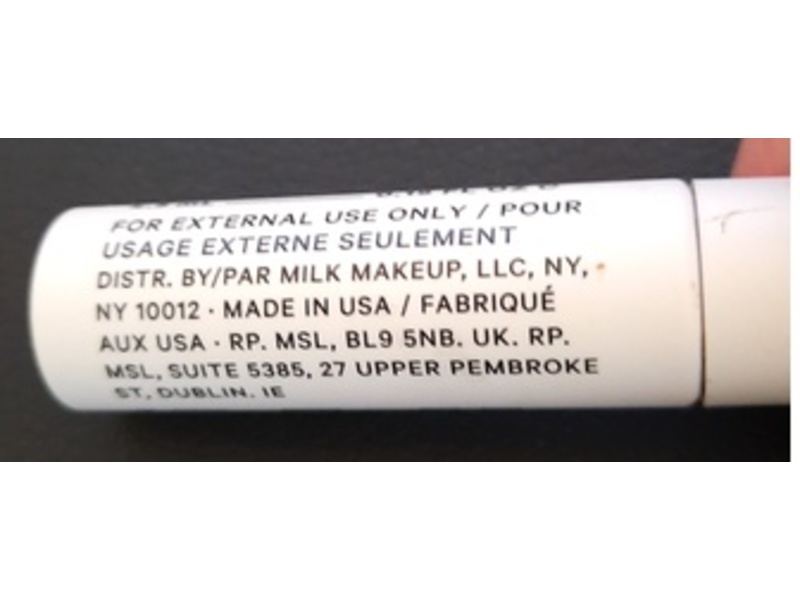 FOR EXTERNAL USE ONLY / POUR
USAGE EXTERNE SEULEMENT
DISTR. BY/PAR MILK MAKEUP, LLC, NY,
NY 10012 · MADE IN USA / FABRIQUÉ
AUX USA · RP. MSL, BL9 5NB. UK. RP.
MSL, SUITE 5385, 27 UPPER PEMBROKE
ST, DUBLIN. IE